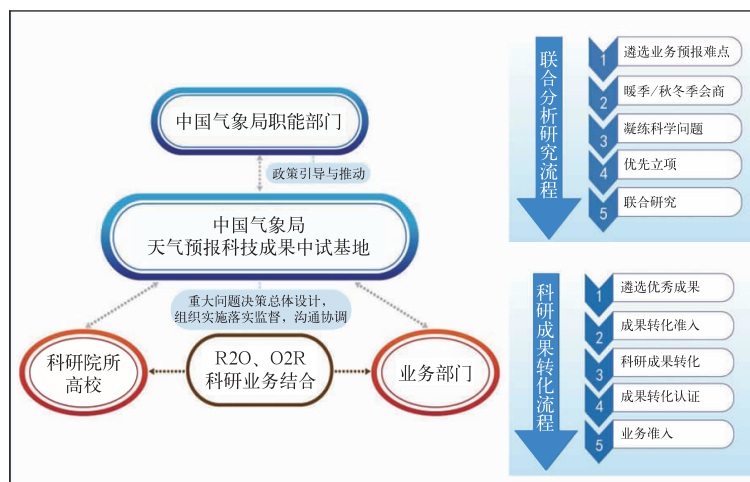 中国气象局职能部门
政策引导与推动
中国气象局
天气预报科技成果中试基地
重大问题决策总体设计，
组织实施落实监督，沟通协调
科研院所
高校
R2O、O2R
科研业务结合
业务部门
联合分析研究流程
1 遴选业务预报难点
2 暖季/秋冬季会商
3 凝练科学问题
4 优先立项
5 联合研究
科研成果转化流程
1 遴选优秀成果
2 成果转化准入
3 科研成果转化
4 成果转化认证
5 业务准入